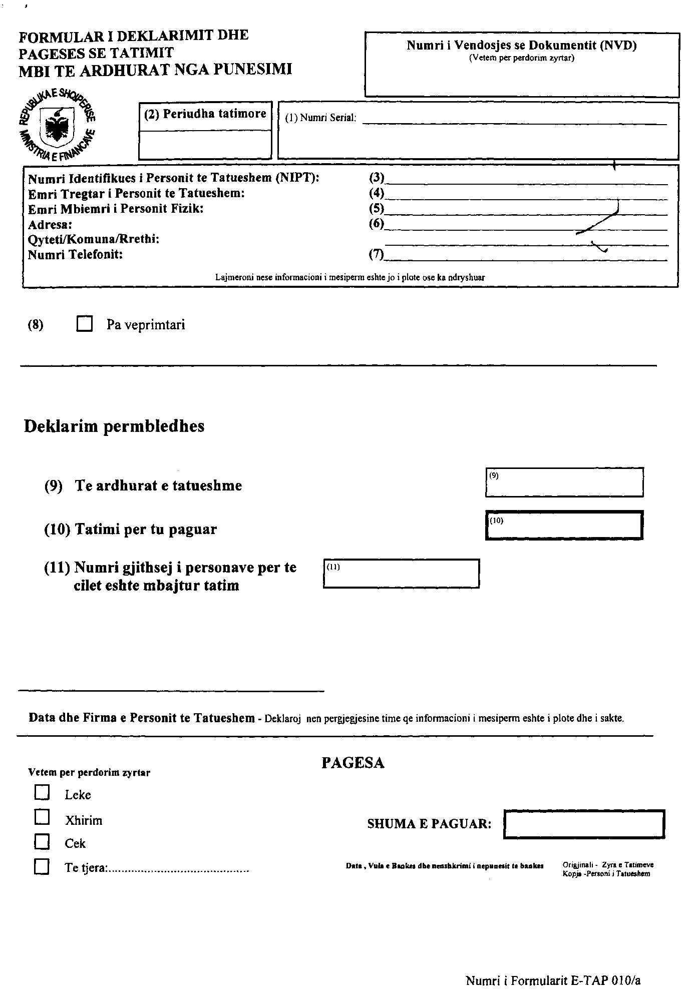 FORMULAR I DEKLARIMIT DHE
PAGESES SE TATIMIT
MBI TE ARDHURAT NGA PUNESIMI
Numri i Vendosjes se Dokumentit (NVD)
(Vetem per perdorim zyrtar)
REPUBLIKA E SHQIPERISE
MINISTRIA E FINANCAVE
(2) Periudha tatimore
(1) Numri Serial:
Numri Identifikues i Personit te Tatueshem (NIPT): (3)
Emri Tregtar i Personit te Tatueshem: (4)
Emri Mbiemri i Personit Fizik: (5)
Adresa: (6)
Qyteti/Komuna/Rrethi:
Numri Telefonit: (7)
Lajmeroni nese informacioni i mesiperm eshte jo i plote ose ka ndryshuar
(8) Pa veprimtari
Deklarim permbledhes
(9) Te ardhurat e tatueshme (9)
(10) Tatimi per tu paguar (10)
(11) Numri gjithsej i personave per te (11)
cilet eshte mbajtur tatim
Data dhe Firma e Personit te Tatueshem - Deklaroj nen pergjegjesine time qe informacioni i mesiperm eshte i plote dhe i sakte.
PAGESA
Vetem per perdorim zyrtar
Leke
Xhirim
SHUMA E PAGUAR:
Cek
Te tjera:............................................
Data , Vula e Bankes dhe nenshkrimi i nepunesit te bankes
Origjinali - Zyra e Tatimeve
Kopja -Personi i Tatueshem
Numri i Formularit E-TAP 010/a